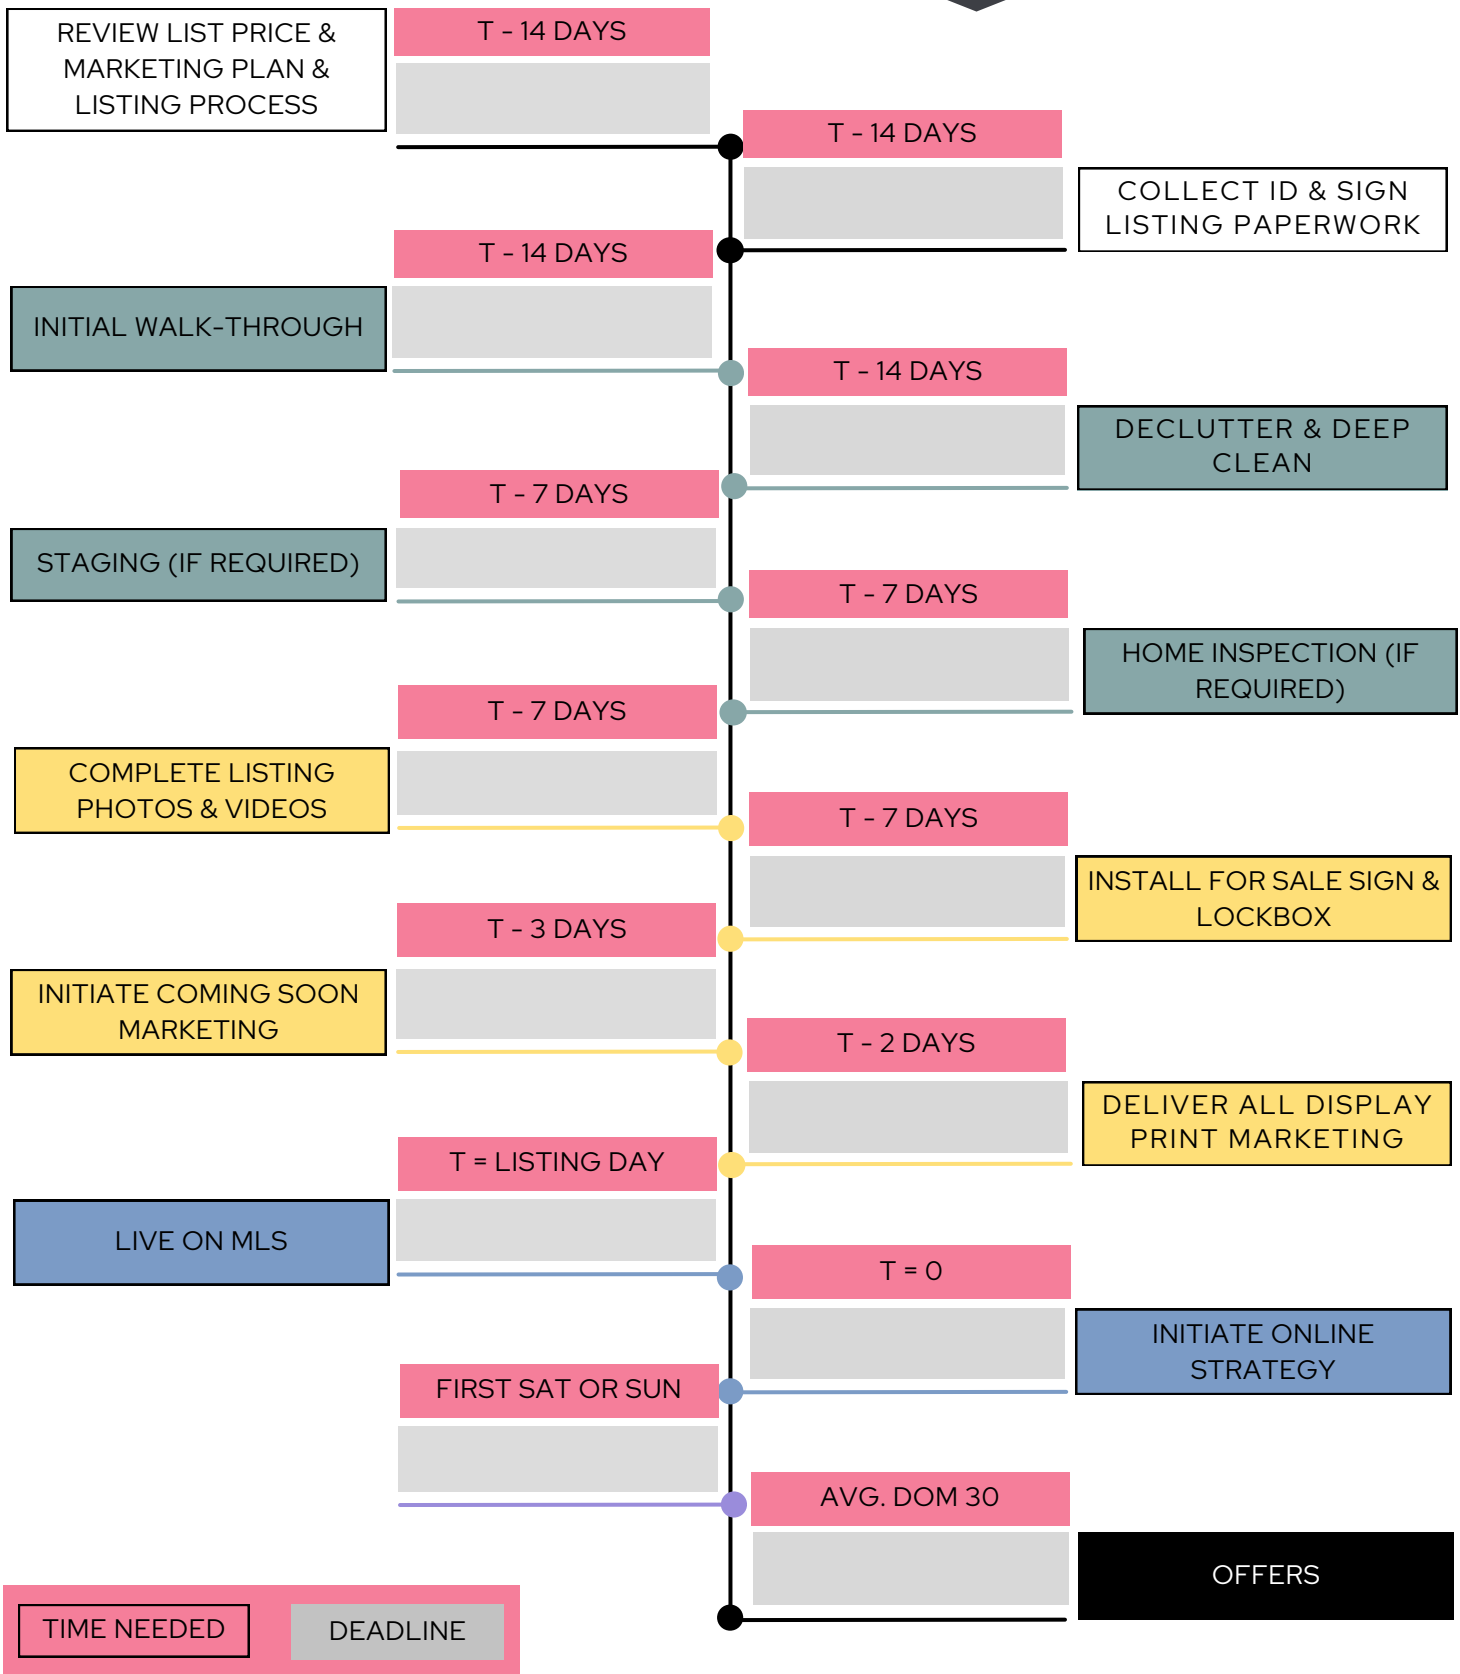 REVIEW LIST PRICE &
MARKETING PLAN &
LISTING PROCESS
T - 14 DAYS
T - 14 DAYS
COLLECT ID & SIGN
LISTING PAPERWORK
T - 14 DAYS
INITIAL WALK-THROUGH
T - 14 DAYS
DECLUTTER & DEEP
CLEAN
T - 7 DAYS
STAGING (IF REQUIRED)
T - 7 DAYS
HOME INSPECTION (IF
REQUIRED)
T - 7 DAYS
COMPLETE LISTING
PHOTOS & VIDEOS
T - 7 DAYS
INSTALL FOR SALE SIGN &
LOCKBOX
T - 3 DAYS
INITIATE COMING SOON
MARKETING
T - 2 DAYS
DELIVER ALL DISPLAY
PRINT MARKETING
T = LISTING DAY
LIVE ON MLS
T = 0
INITIATE ONLINE
STRATEGY
FIRST SAT OR SUN
AVG. DOM 30
OFFERS
TIME NEEDED
DEADLINE